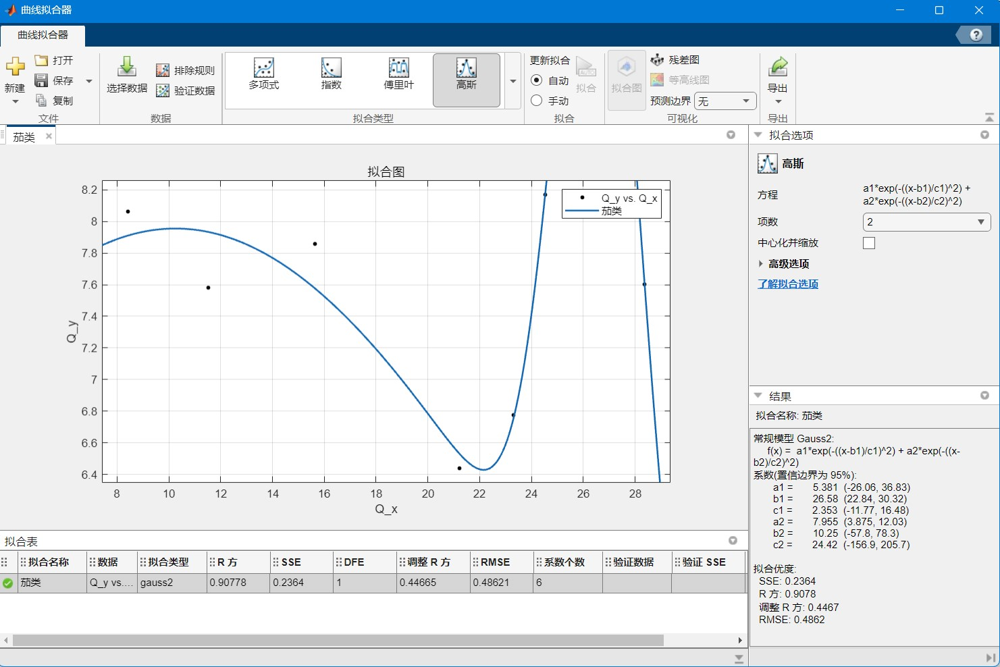 曲线拟合器
曲线拟合器
新建
打开
保存
复制
文件
选择数据
排除规则
验证数据
数据
多项式
指数
傅里叶
高斯
拟合类型
更新拟合
自动
手动
AUTO
拟合
拟合
拟合图
残差图
等高线图
预测边界 无
可视化
导出
导出
茄类
拟合图
8.2
8
7.8
7.6
7.4
7.2
7
6.8
6.6
6.4
Q_y
8 10 12 14 16 18 20 22 24 26 28
Q_x
Q_y vs. Q_x
茄类
拟合选项
高斯
方程
a1*exp(-((x-b1)/c1)^2) +
a2*exp(-((x-b2)/c2)^2)
项数 2
中心化并缩放
高级选项
了解拟合选项
结果
拟合名称: 茄类
常规模型 Gauss2:
f(x) = a1*exp(-((x-b1)/c1)^2) + a2*exp(-((x-
b2)/c2)^2)
系数(置信边界为 95%):
a1 = 5.381 (-26.06, 36.83)
b1 = 26.58 (22.84, 30.32)
c1 = 2.353 (-11.77, 16.48)
a2 = 7.955 (3.875, 12.03)
b2 = 10.25 (-57.8, 78.3)
c2 = 24.42 (-156.9, 205.7)
拟合优度:
SSE: 0.2364
R 方: 0.9078
调整 R 方: 0.4467
RMSE: 0.4862
拟合表
拟合名称 数据 拟合类型 R 方 SSE DFE 调整 R 方 RMSE 系数个数 验证数据 验证 SSE
茄类 Q_y vs.... gauss2 0.90778 0.2364 1 0.44665 0.48621 6